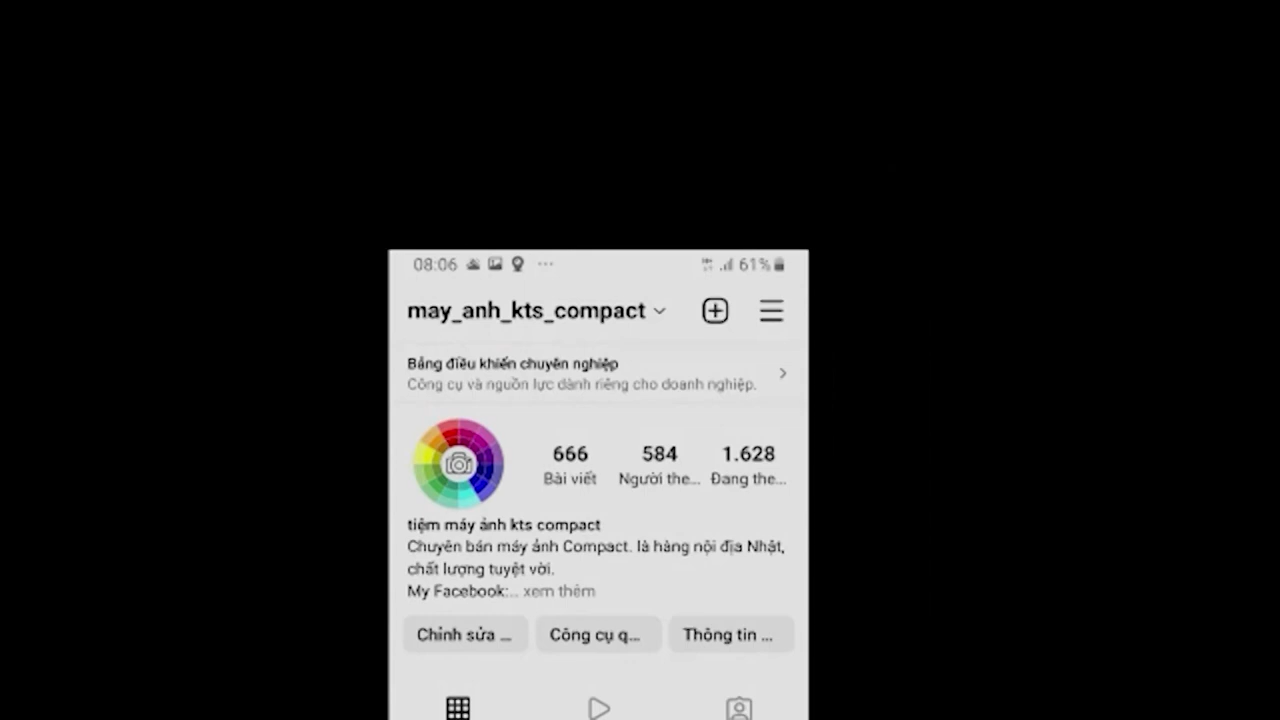 08:06 ... 61%
may_anh_kts_compact
Bảng điều khiển chuyên nghiệp
Công cụ và nguồn lực dành riêng cho doanh nghiệp.
666 584 1.628
Bài viết Người the... Đang the...
tiệm máy ảnh kts compact
Chuyên bán máy ảnh Compact. là hàng nội địa Nhật,
chất lượng tuyệt vời.
My Facebook:... xem thêm
Chỉnh sửa ... Công cụ q... Thông tin ...